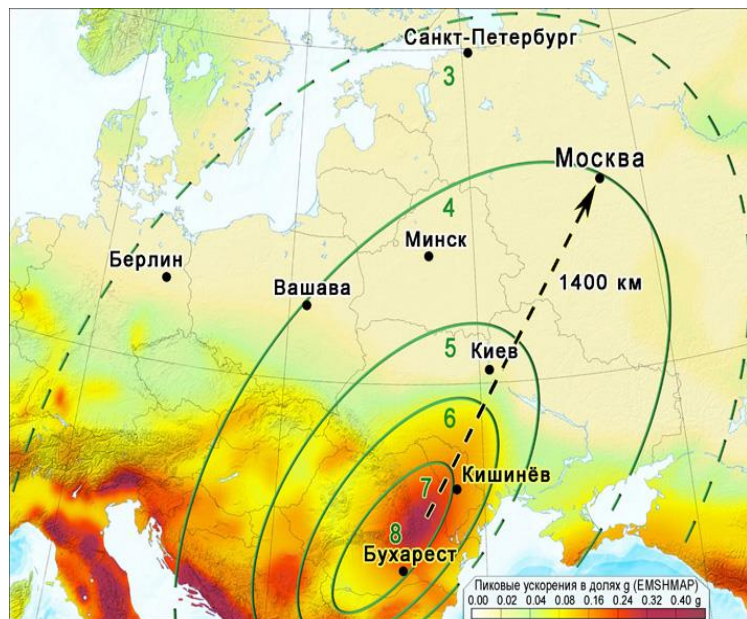 Санкт-Петербург
3
Москва
4
Минск
Берлин
1400 км
Вашава
5
Киев
6
Кишинёв
7
8
Бухарест
Пиковые ускорения в долях g (EMSHMAP)
0.00 0.02 0.04 0.08 0.16 0.24 0.32 0.40 g